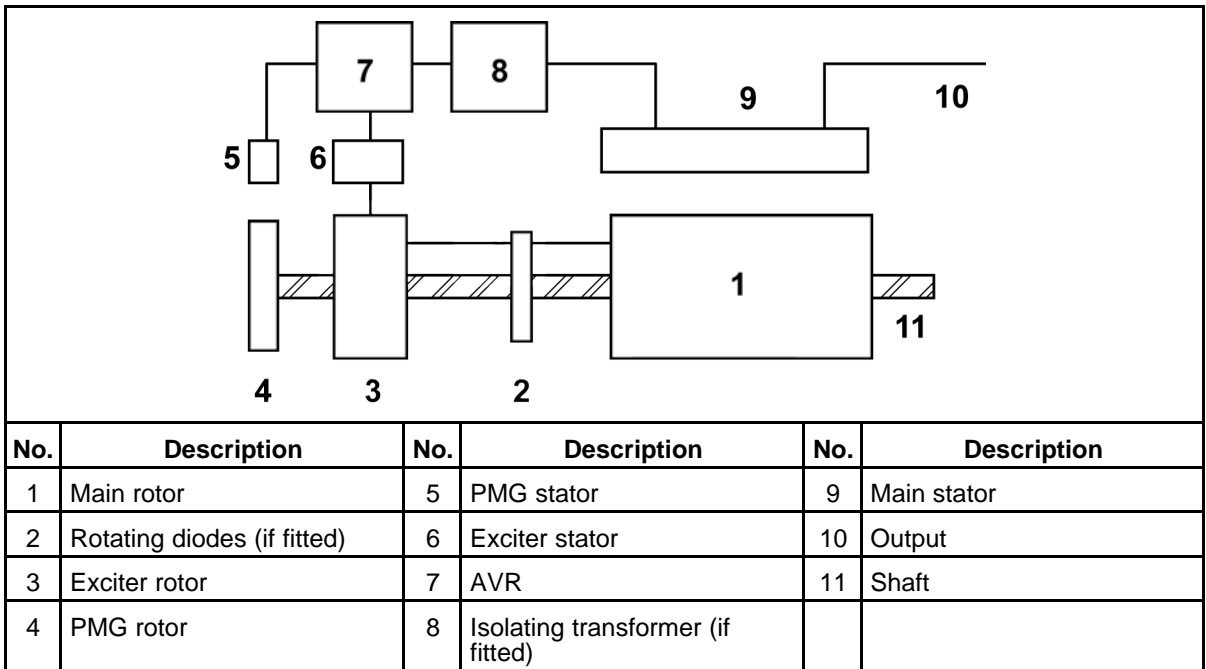 7 8
9 10
5 6
1
11
4 3 2
No. Description No. Description No. Description
1 Main rotor 5 PMG stator 9 Main stator
2 Rotating diodes (if fitted) 6 Exciter stator 10 Output
3 Exciter rotor 7 AVR 11 Shaft
4 PMG rotor 8 Isolating transformer (if
fitted)